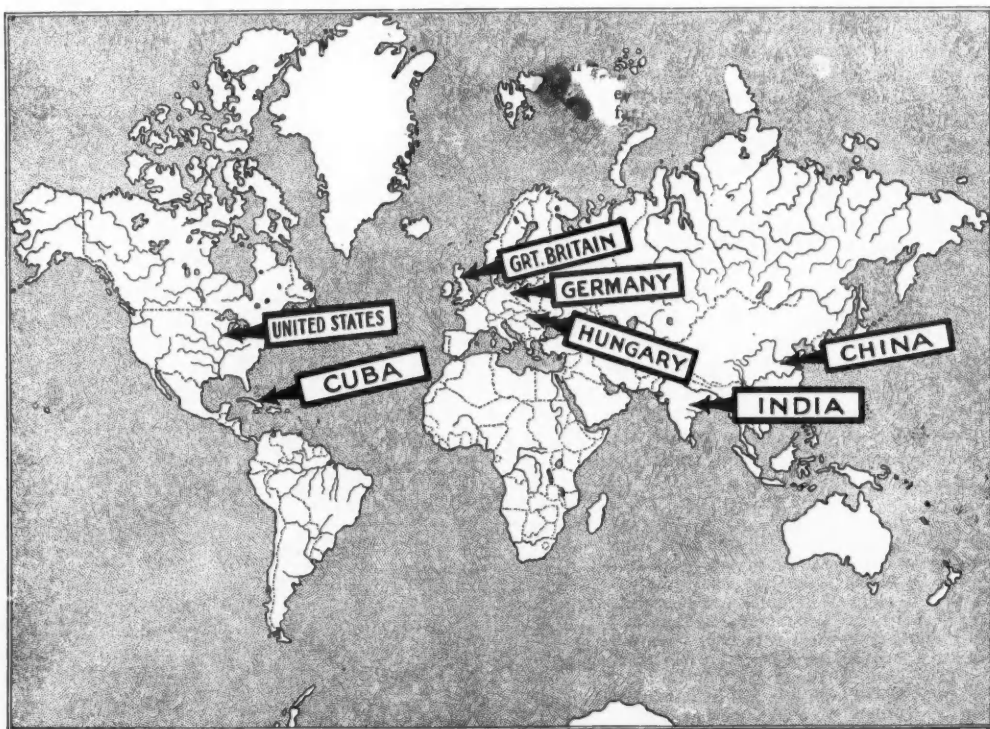 GRT. BRITAIN
GERMANY
UNITED STATES
HUNGARY
CHINA
CUBA
INDIA